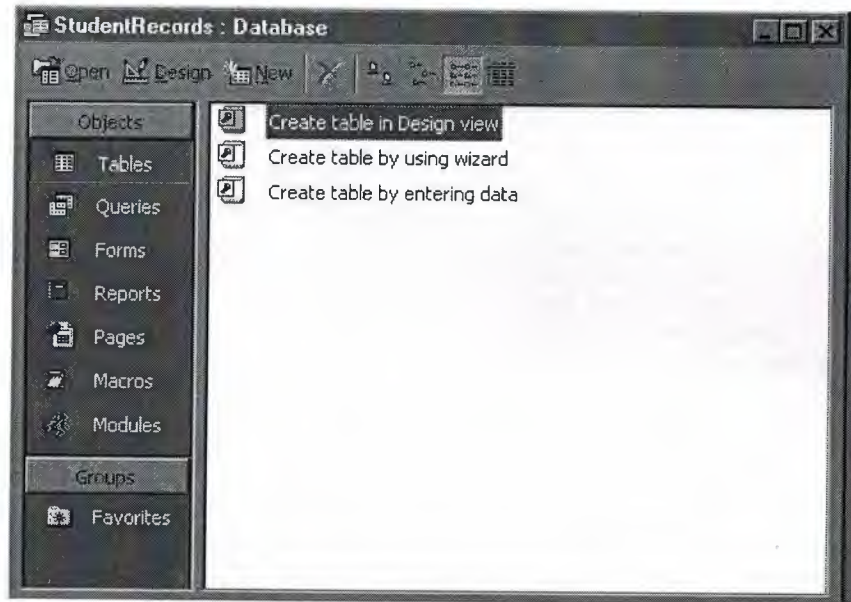 StudentRecords : Database
Open Design New
Objects
Tables
Queries
Forms
Reports
Pages
Macros
Modules
Groups
Favorites
Create table in Design view
Create table by using wizard
Create table by entering data